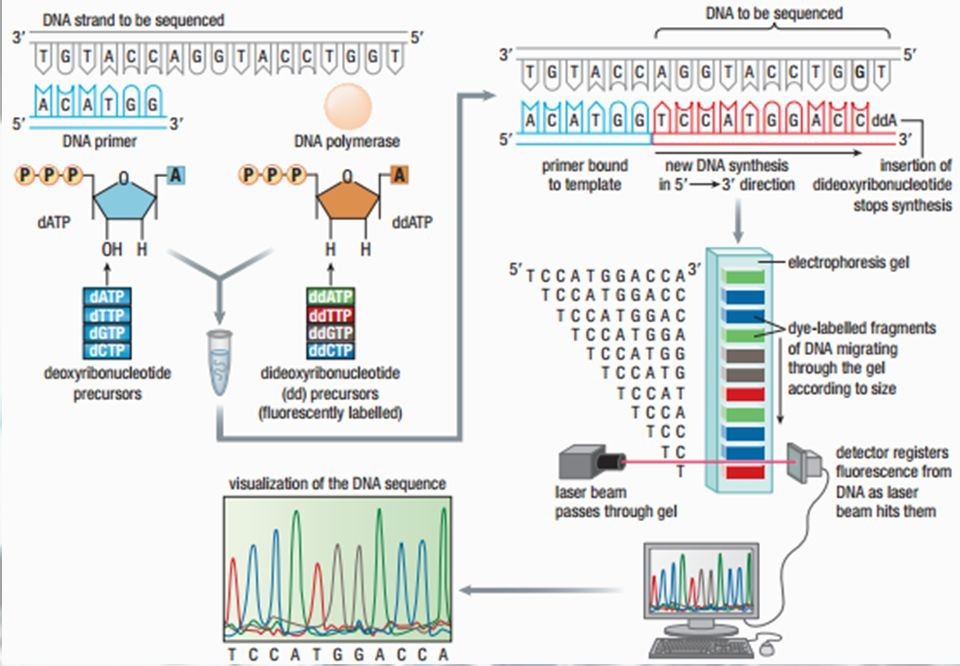 DNA strand to be sequenced
3′ 5′
T G T A C C A G G T A C C T G G T
A C A T G G
5′ 3′
DNA primer
DNA polymerase
P P P O A
dATP
OH H
P P P O A
ddATP
H H
dATP
dTTP
dGTP
dCTP
deoxyribonucleotide
precursors
ddATP
ddTTP
ddGTP
ddCTP
dideoxyribonucleotide
(dd) precursors
(fluorescently labelled)
DNA to be sequenced
3′ 5′
T G T A C C A G G T A C C T G G T
A C A T G G T C C A T G G A C C ddA
5′ 3′
primer bound
to template
new DNA synthesis
in 5′→3′ direction
insertion of
dideoxyribonucleotide
stops synthesis
5′ T C C A T G G A C C A 3′
T C C A T G G A C C
T C C A T G G A C
T C C A T G G A
T C C A T G G
T C C A T G
T C C A T
T C C A
T C C
T C
T
electrophoresis gel
dye-labelled fragments
of DNA migrating
through the gel
according to size
laser beam
passes through gel
detector registers
fluorescence from
DNA as laser
beam hits them
visualization of the DNA sequence
T C C A T G G A C C A